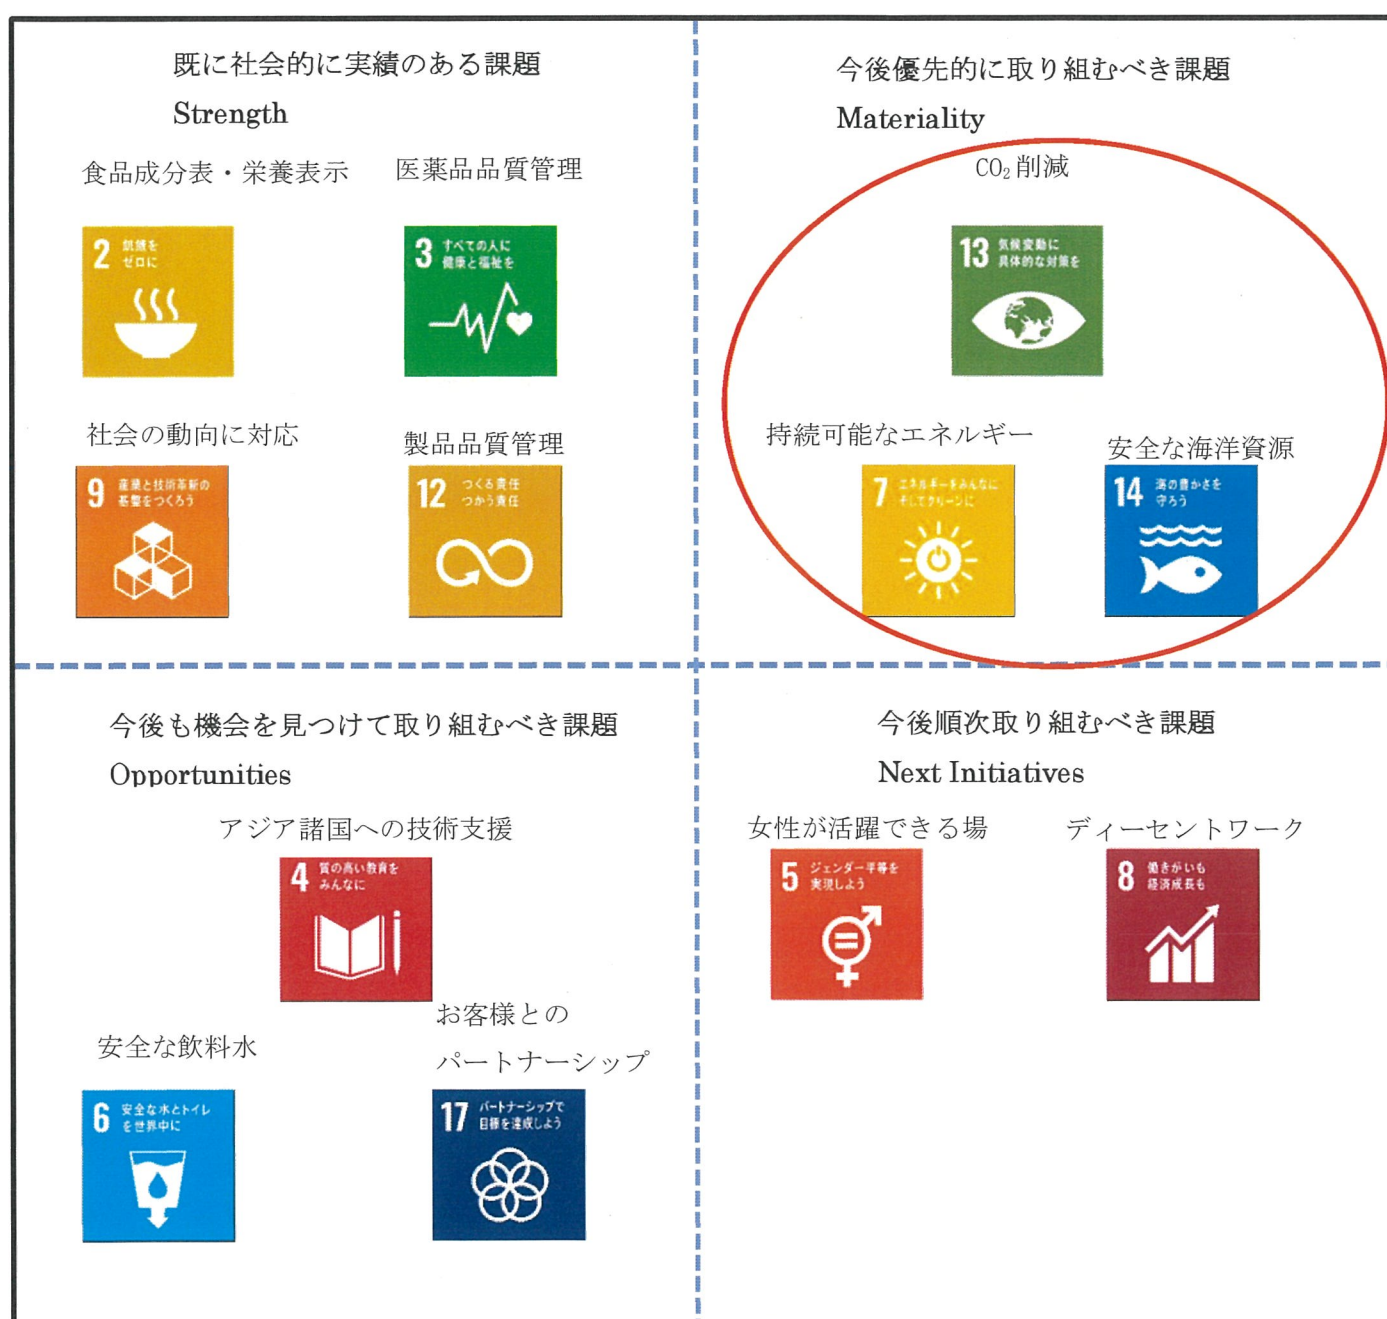 既に社会的に実績のある課題
Strength
食品成分表・栄養表示
医薬品品質管理
2 飢餓を
ゼロに
3 すべての人に
健康と福祉を
社会の動向に対応
製品品質管理
9 産業と技術革新の
基盤をつくろう
12 つくる責任
つかう責任
今後優先的に取り組むべき課題
Materiality
CO₂削減
13 気候変動に
具体的な対策を
持続可能なエネルギー
安全な海洋資源
7 エネルギーをみんなに
そしてクリーンに
14 海の豊かさを
守ろう
今後も機会を見つけて取り組むべき課題
Opportunities
アジア諸国への技術支援
4 質の高い教育を
みんなに
安全な飲料水
お客様との
パートナーシップ
6 安全な水とトイレ
を世界中に
17 パートナーシップで
目標を達成しよう
今後順次取り組むべき課題
Next Initiatives
女性が活躍できる場
ディーセントワーク
5 ジェンダー平等を
実現しよう
8 働きがいも
経済成長も